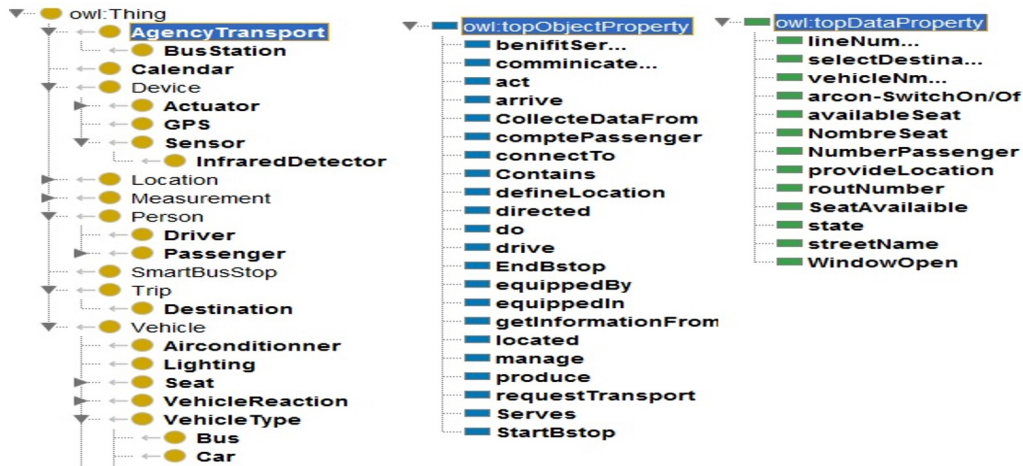 owl:Thing
AgencyTransport
BusStation
Calendar
Device
Actuator
GPS
Sensor
InfraredDetector
Location
Measurement
Person
Driver
Passenger
SmartBusStop
Trip
Destination
Vehicle
Airconditionner
Lighting
Seat
VehicleReaction
VehicleType
Bus
Car
owl:topObjectProperty
benifitSer...
comminicate...
act
arrive
CollecteDataFrom
comptePassenger
connectTo
Contains
defineLocation
directed
do
drive
EndBstop
equippedBy
equippedIn
getInformationFrom
located
manage
produce
requestTransport
Serves
StartBstop
owl:topDataProperty
lineNum...
selectDestina...
vehicleNm...
arcon-SwitchOn/Of
availableSeat
NombreSeat
NumberPassenger
provideLocation
routNumber
SeatAvailaible
state
streetName
WindowOpen